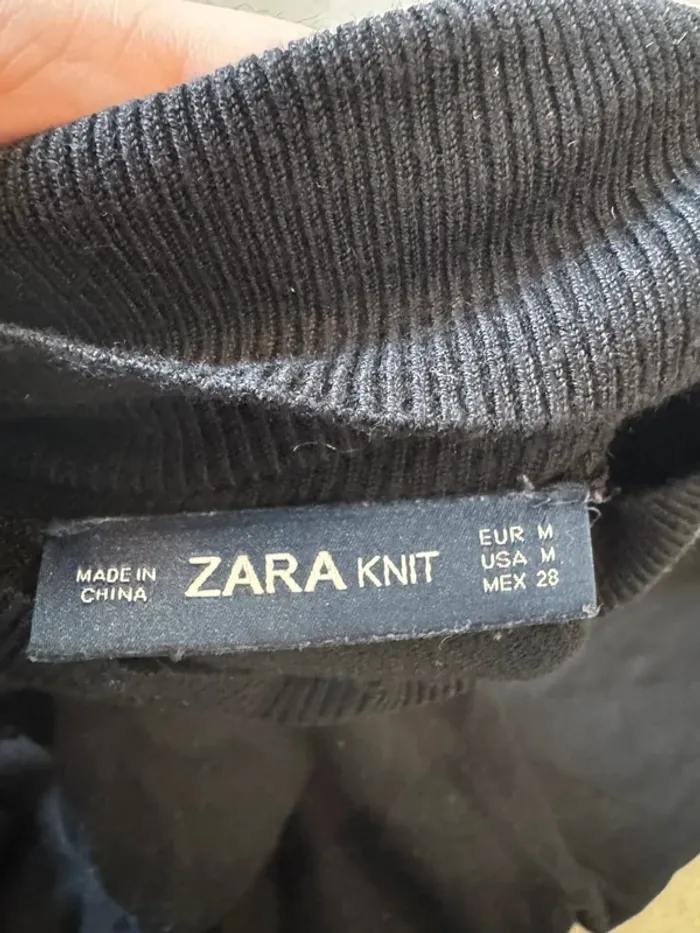 MADE IN
CHINA
ZARA KNIT
EUR M
USA M
MEX 28